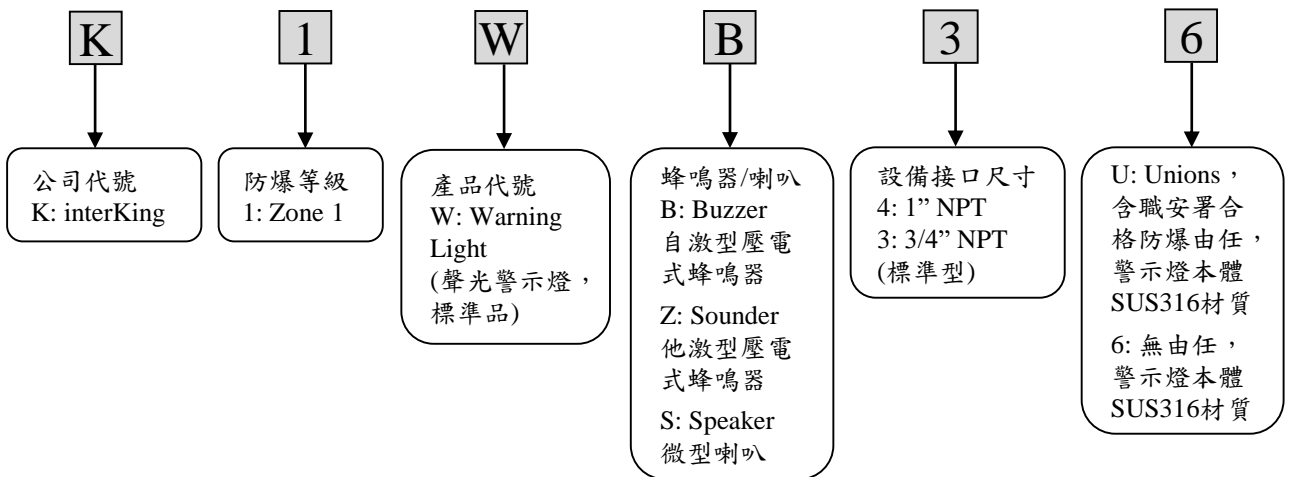 K
1
W
B
3
6
公司代號
K: interKing
防爆等級
1: Zone 1
產品代號
W: Warning
Light
(聲光警示燈，
標準品)
蜂鳴器/喇叭
B: Buzzer
自激型壓電
式蜂鳴器
Z: Sounder
他激型壓電
式蜂鳴器
S: Speaker
微型喇叭
設備接口尺寸
4: 1” NPT
3: 3/4” NPT
(標準型)
U: Unions，
含職安署合
格防爆由任，
警示燈本體
SUS316材質
6: 無由任，
警示燈本體
SUS316材質